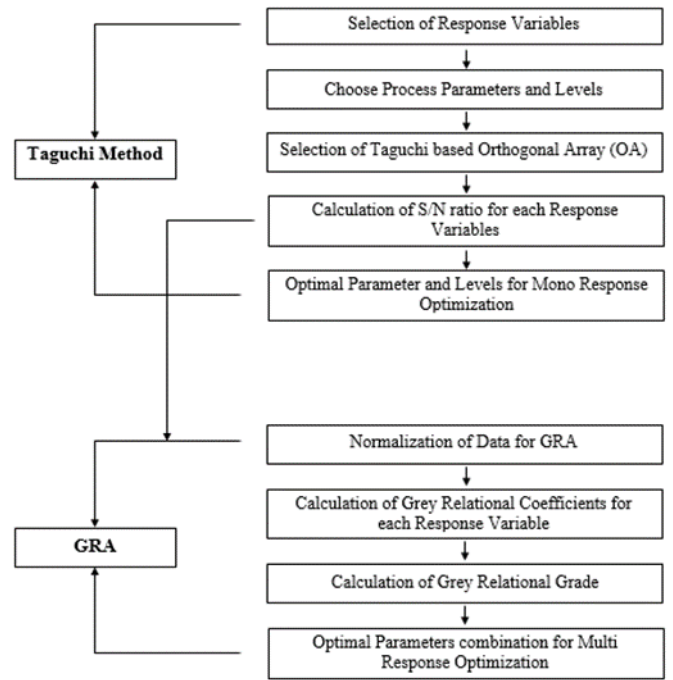 Selection of Response Variables
Choose Process Parameters and Levels
Taguchi Method
Selection of Taguchi based Orthogonal Array (OA)
Calculation of S/N ratio for each Response
Variables
Optimal Parameter and Levels for Mono Response
Optimization
Normalization of Data for GRA
Calculation of Grey Relational Coefficients for
each Response Variable
GRA
Calculation of Grey Relational Grade
Optimal Parameters combination for Multi
Response Optimization